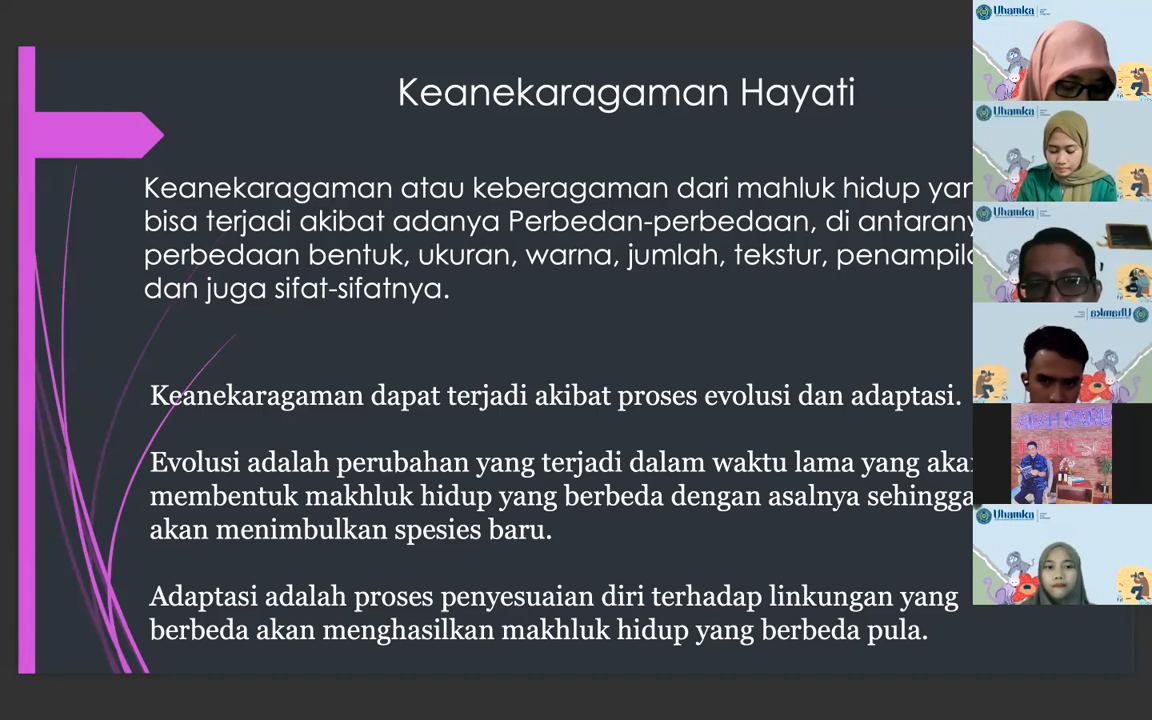 Keanekaragaman Hayati
Keanekaragaman atau keberagaman dari mahluk hidup yan
bisa terjadi akibat adanya Perbedan-perbedaan, di antarany
perbedaan bentuk, ukuran, warna, jumlah, tekstur, penampila
dan juga sifat-sifatnya.
Keanekaragaman dapat terjadi akibat proses evolusi dan adaptasi.
Evolusi adalah perubahan yang terjadi dalam waktu lama yang akan
membentuk makhluk hidup yang berbeda dengan asalnya sehingga
akan menimbulkan spesies baru.
Adaptasi adalah proses penyesuaian diri terhadap linkungan yang
berbeda akan menghasilkan makhluk hidup yang berbeda pula.
Uhamka
Uhamka
Uhamka
Uhamka
Uhamka